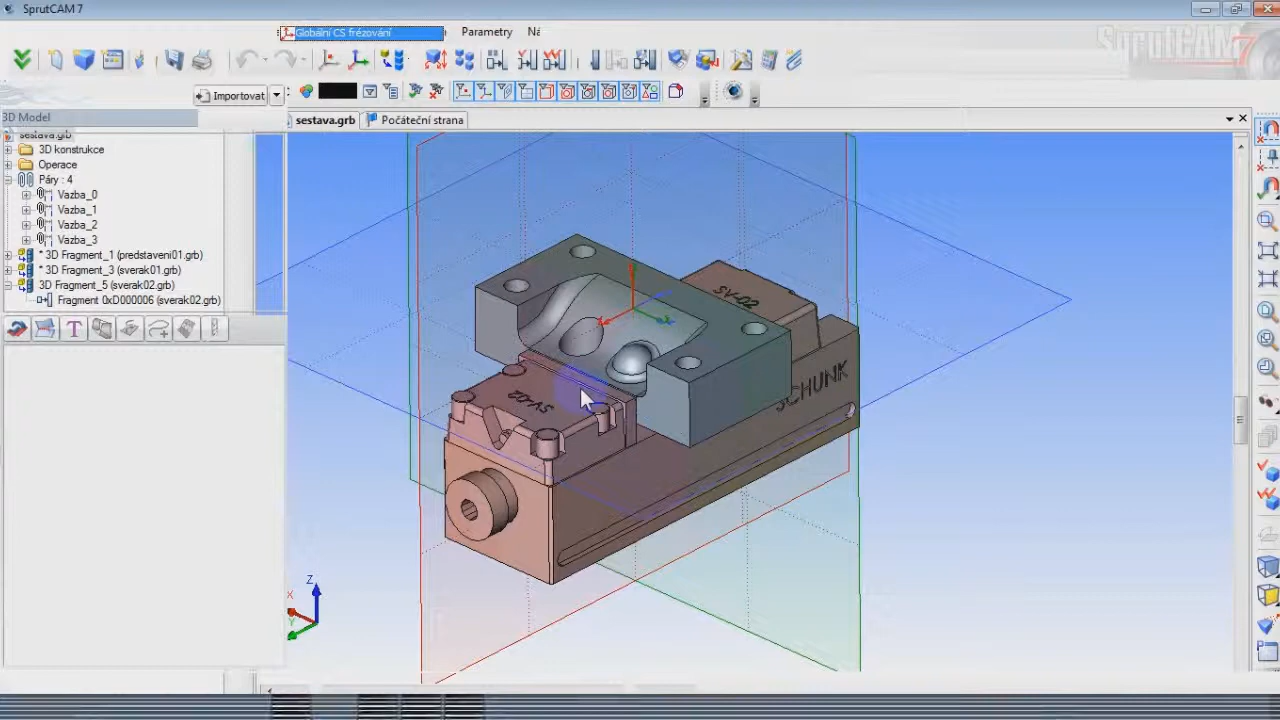 SprutCAM 7
Globální CS frézování Parametry Ná
SprutCAM7
Importovat
3D Model
sestava.grb Počáteční strana
sestava.grb
3D konstrukce
Operace
Páry : 4
Vazba_0
Vazba_1
Vazba_2
Vazba_3
* 3D Fragment_1 (predstaveni01.grb)
* 3D Fragment_3 (sverak01.grb)
3D Fragment_5 (sverak02.grb)
Fragment 0xD000006 (sverak02.grb)
SV-02
SCHUNK
SV-02
Z
X
Y